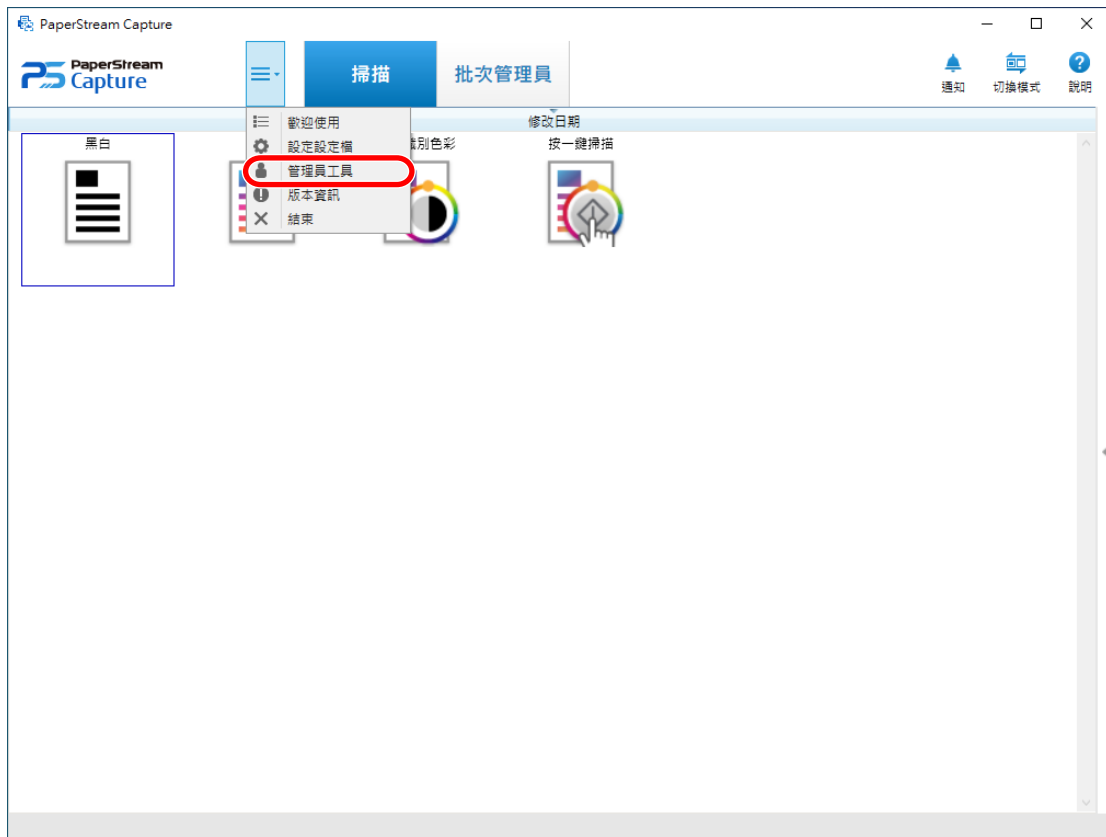 PaperStream Capture
PaperStream
Capture
掃描
批次管理員
通知
切換模式
說明
修改日期
歡迎使用
設定設定檔
管理員工具
版本資訊
結束
黑白
識別色彩
按一鍵掃描